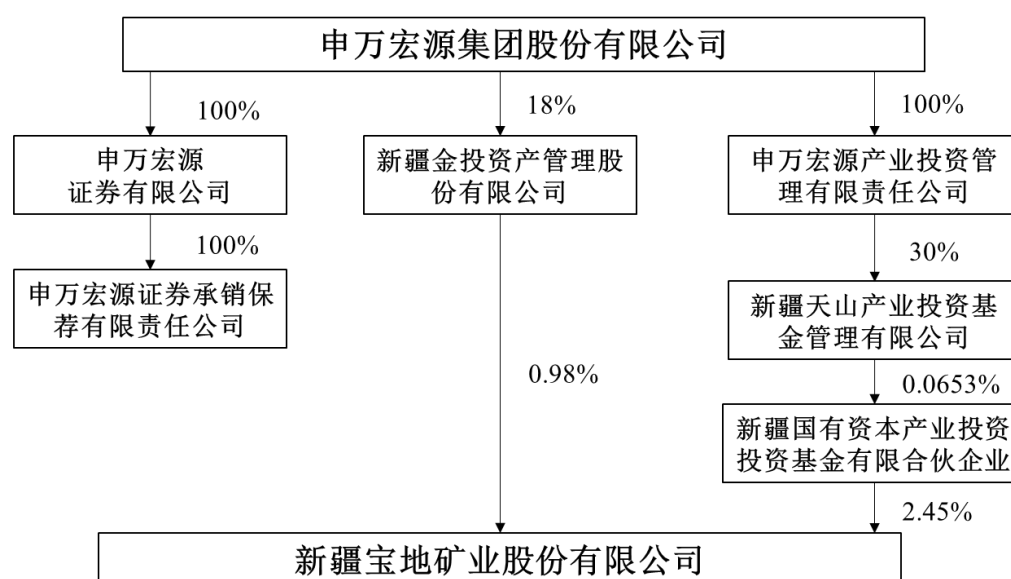 申万宏源集团股份有限公司
100%
18%
100%
申万宏源
证券有限公司
新疆金投资产管理股
份有限公司
申万宏源产业投资管
理有限责任公司
100%
30%
申万宏源证券承销保
荐有限责任公司
新疆天山产业投资基
金管理有限公司
0.98%
0.0653%
新疆国有资本产业投资
投资基金有限合伙企业
2.45%
新疆宝地矿业股份有限公司